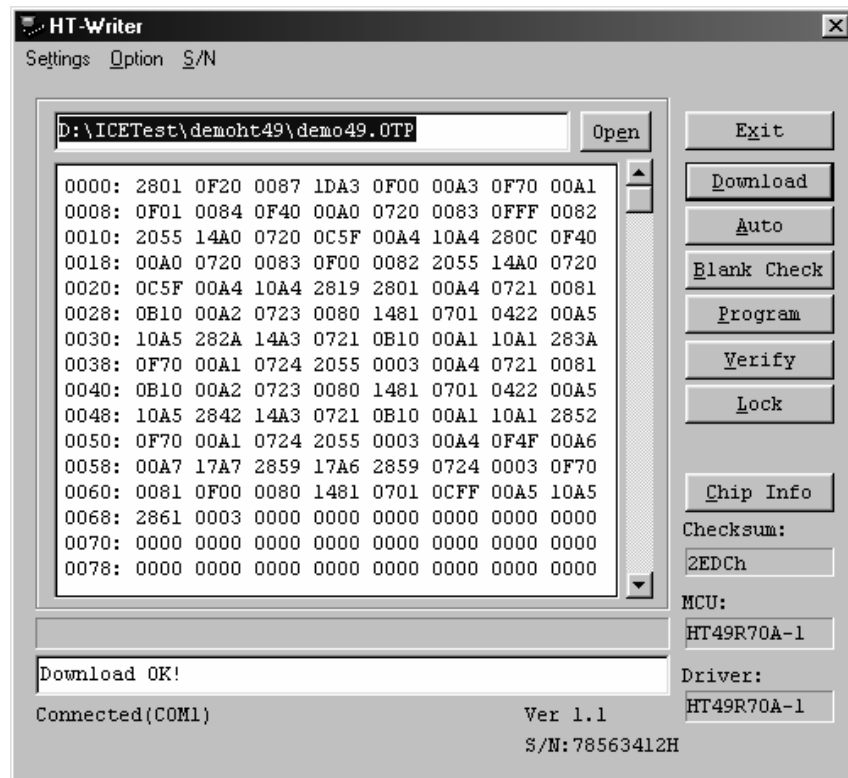 HT-Writer
Settings Option S/N
D:\ICETest\demoht49\demo49.OTP
Open
0000: 2801 0F20 0087 1DA3 0F00 00A3 0F70 00A1
0008: 0F01 0084 0F40 00A0 0720 0083 0FFF 0082
0010: 2055 14A0 0720 0C5F 00A4 10A4 280C 0F40
0018: 00A0 0720 0083 0F00 0082 2055 14A0 0720
0020: 0C5F 00A4 10A4 2819 2801 00A4 0721 0081
0028: 0B10 00A2 0723 0080 1481 0701 0422 00A5
0030: 10A5 282A 14A3 0721 0B10 00A1 10A1 283A
0038: 0F70 00A1 0724 2055 0003 00A4 0721 0081
0040: 0B10 00A2 0723 0080 1481 0701 0422 00A5
0048: 10A5 2842 14A3 0721 0B10 00A1 10A1 2852
0050: 0F70 00A1 0724 2055 0003 00A4 0F4F 00A6
0058: 00A7 17A7 2859 17A6 2859 0724 0003 0F70
0060: 0081 0F00 0080 1481 0701 0CFF 00A5 10A5
0068: 2861 0003 0000 0000 0000 0000 0000 0000
0070: 0000 0000 0000 0000 0000 0000 0000 0000
0078: 0000 0000 0000 0000 0000 0000 0000 0000
Exit
Download
Auto
Blank Check
Program
Verify
Lock
Chip Info
Checksum:
2EDCh
MCU:
HT49R70A-1
Driver:
HT49R70A-1
Download OK!
Connected(COM1)
Ver 1.1
S/N:78563412H